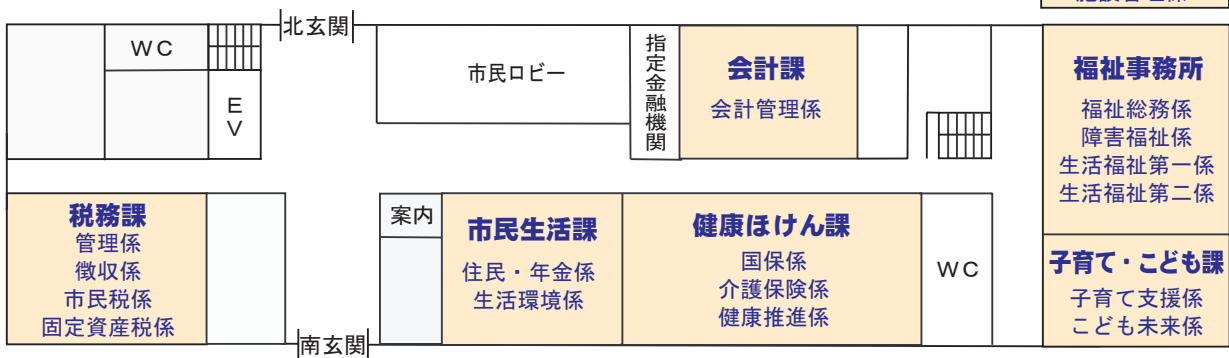 施設管理係
北玄関
WC
EV
市民ロビー
指定金融機関
会計課
会計管理係
福祉事務所
福祉総務係
障害福祉係
生活福祉第一係
生活福祉第二係
税務課
管理係
徴収係
市民税係
固定資産税係
案内
市民生活課
住民・年金係
生活環境係
健康ほけん課
国保係
介護保険係
健康推進係
WC
子育て・こども課
子育て支援係
こども未来係
南玄関